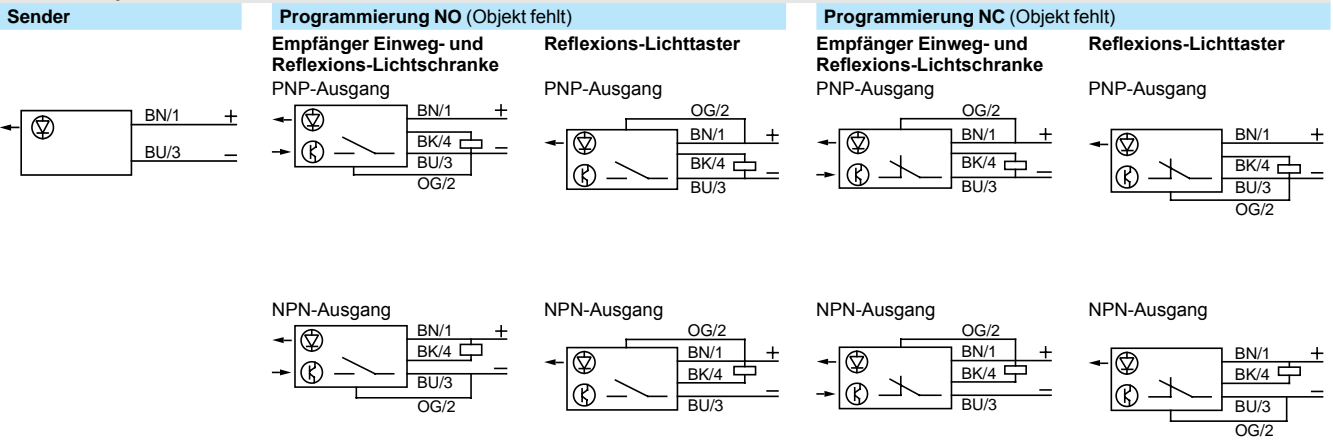 Sender
Programmierung NO (Objekt fehlt)
Programmierung NC (Objekt fehlt)
Empfänger Einweg- und
Reflexions-Lichtschranke
Reflexions-Lichttaster
Empfänger Einweg- und
Reflexions-Lichtschranke
Reflexions-Lichttaster
PNP-Ausgang
PNP-Ausgang
PNP-Ausgang
PNP-Ausgang
BN/1 +
BU/3 –
BN/1 +
BK/4 –
BU/3
OG/2
OG/2
BN/1 +
BK/4 –
BU/3
OG/2
BN/1 +
BK/4 –
BU/3
BN/1 +
BK/4 –
BU/3
OG/2
NPN-Ausgang
NPN-Ausgang
NPN-Ausgang
NPN-Ausgang
BN/1 +
BK/4 –
BU/3
OG/2
OG/2
BN/1 +
BK/4 –
BU/3
OG/2
BN/1 +
BK/4 –
BU/3
BN/1 +
BK/4 –
BU/3
OG/2